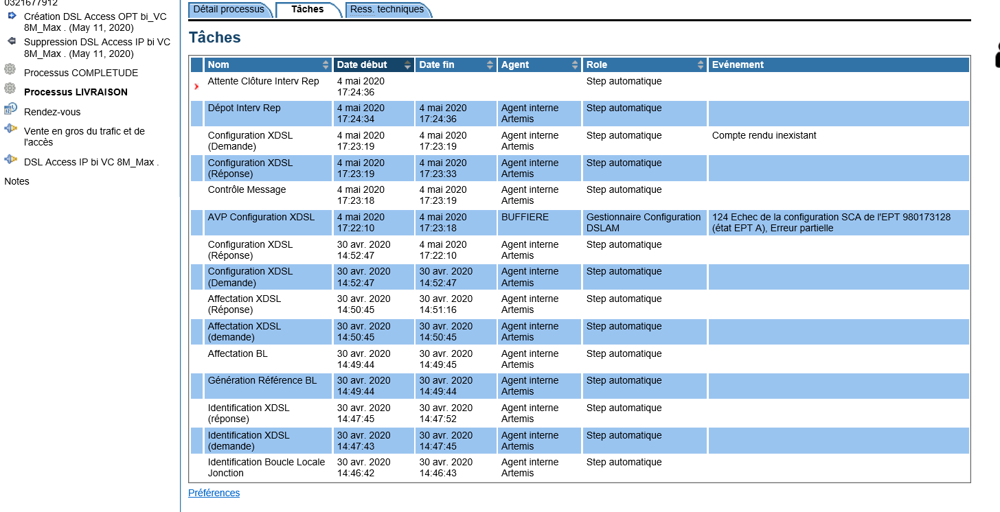 0321677912
Création DSL Access OPT bi_VC
8M_Max . (May 11, 2020)
Suppression DSL Access IP bi VC
8M_Max . (May 11, 2020)
Processus COMPLETUDE
Processus LIVRAISON
Rendez-vous
Vente en gros du trafic et de
l'accès
DSL Access IP bi VC 8M_Max .
Notes
Détail processus Tâches Ress. techniques
Tâches
Nom Date début Date fin Agent Role Evénement
Attente Clôture Interv Rep 4 mai 2020 Step automatique
17:24:36
Dépot Interv Rep 4 mai 2020 4 mai 2020 Agent interne Step automatique
17:24:34 17:24:36 Artemis
Configuration XDSL 4 mai 2020 4 mai 2020 Agent interne Step automatique Compte rendu inexistant
(Demande) 17:23:19 17:23:19 Artemis
Configuration XDSL 4 mai 2020 4 mai 2020 Agent interne Step automatique
(Réponse) 17:23:19 17:23:33 Artemis
Contrôle Message 4 mai 2020 4 mai 2020 Agent interne Step automatique
17:23:18 17:23:19 Artemis
AVP Configuration XDSL 4 mai 2020 4 mai 2020 BUFFIERE Gestionnaire Configuration 124 Echec de la configuration SCA de l'EPT 980173128
17:22:10 17:23:18 DSLAM (état EPT A), Erreur partielle
Configuration XDSL 30 avr. 2020 4 mai 2020 Agent interne Step automatique
(Réponse) 14:52:47 17:22:10 Artemis
Configuration XDSL 30 avr. 2020 30 avr. 2020 Agent interne Step automatique
(Demande) 14:52:47 14:52:47 Artemis
Affectation XDSL 30 avr. 2020 30 avr. 2020 Agent interne Step automatique
(Réponse) 14:50:45 14:51:16 Artemis
Affectation XDSL 30 avr. 2020 30 avr. 2020 Agent interne Step automatique
(demande) 14:50:45 14:50:45 Artemis
Affectation BL 30 avr. 2020 30 avr. 2020 Agent interne Step automatique
14:49:44 14:49:45 Artemis
Génération Référence BL 30 avr. 2020 30 avr. 2020 Agent interne Step automatique
14:49:44 14:49:44 Artemis
Identification XDSL 30 avr. 2020 30 avr. 2020 Agent interne Step automatique
(réponse) 14:47:45 14:47:52 Artemis
Identification XDSL 30 avr. 2020 30 avr. 2020 Agent interne Step automatique
(demande) 14:47:43 14:47:45 Artemis
Identification Boucle Locale 30 avr. 2020 30 avr. 2020 Agent interne Step automatique
Jonction 14:46:42 14:46:43 Artemis
Préférences